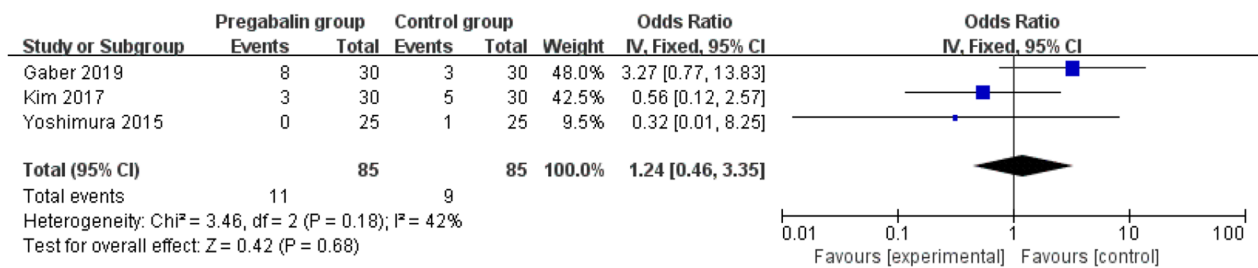 Pregabalin group Control group Odds Ratio Odds Ratio
Study or Subgroup Events Total Events Total Weight IV, Fixed, 95% CI IV, Fixed, 95% CI
Gaber 2019 8 30 3 30 48.0% 3.27 [0.77, 13.83]
Kim 2017 3 30 5 30 42.5% 0.56 [0.12, 2.57]
Yoshimura 2015 0 25 1 25 9.5% 0.32 [0.01, 8.25]
Total (95% CI) 85 85 100.0% 1.24 [0.46, 3.35]
Total events 11 9
Heterogeneity: Chi² = 3.46, df = 2 (P = 0.18); I² = 42%
Test for overall effect: Z = 0.42 (P = 0.68)
0.01 0.1 1 10 100
Favours [experimental] Favours [control]